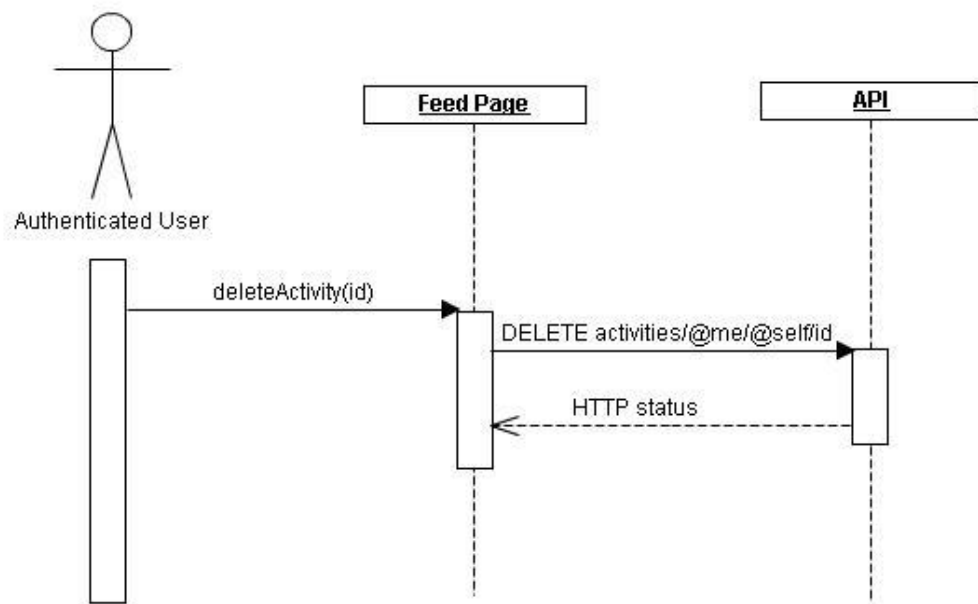 Feed Page
API
Authenticated User
deleteActivity(id)
DELETE activities/@me/@self/id
HTTP status